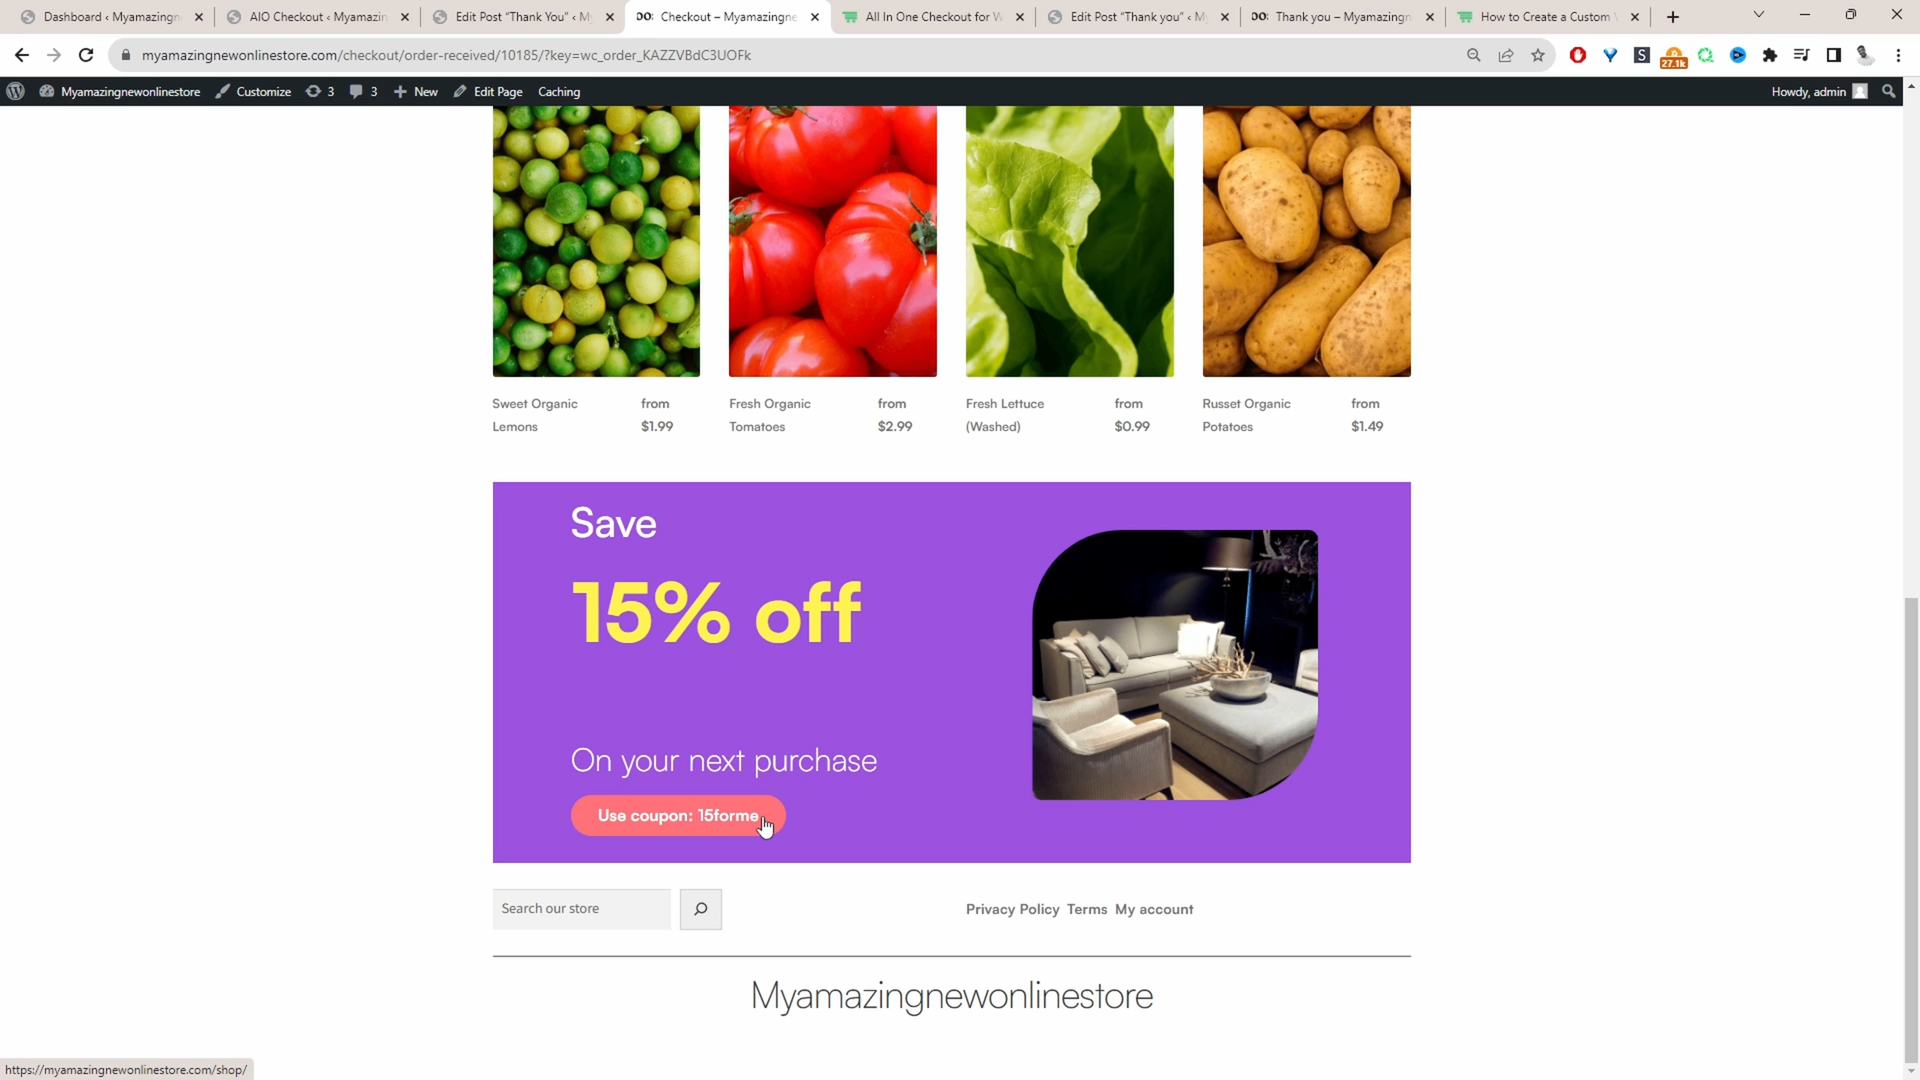 Dashboard ‹ Myamazingn
AIO Checkout ‹ Myamazin
Edit Post “Thank You” ‹ M
Checkout – Myamazingne
All In One Checkout for W
Edit Post “Thank you” ‹ M
Thank you – Myamazingn
How to Create a Custom
myamazingnewonlinestore.com/checkout/order-received/10185/?key=wc_order_KAZZVBdC3UOFk
27.1k
Myamazingnewonlinestore Customize 3 3 New Edit Page Caching
Howdy, admin
Sweet Organic Lemons
from $1.99
Fresh Organic Tomatoes
from $2.99
Fresh Lettuce (Washed)
from $0.99
Russet Organic Potatoes
from $1.49
Save
15% off
On your next purchase
Use coupon: 15forme
Search our store
Privacy Policy Terms My account
Myamazingnewonlinestore
https://myamazingnewonlinestore.com/shop/